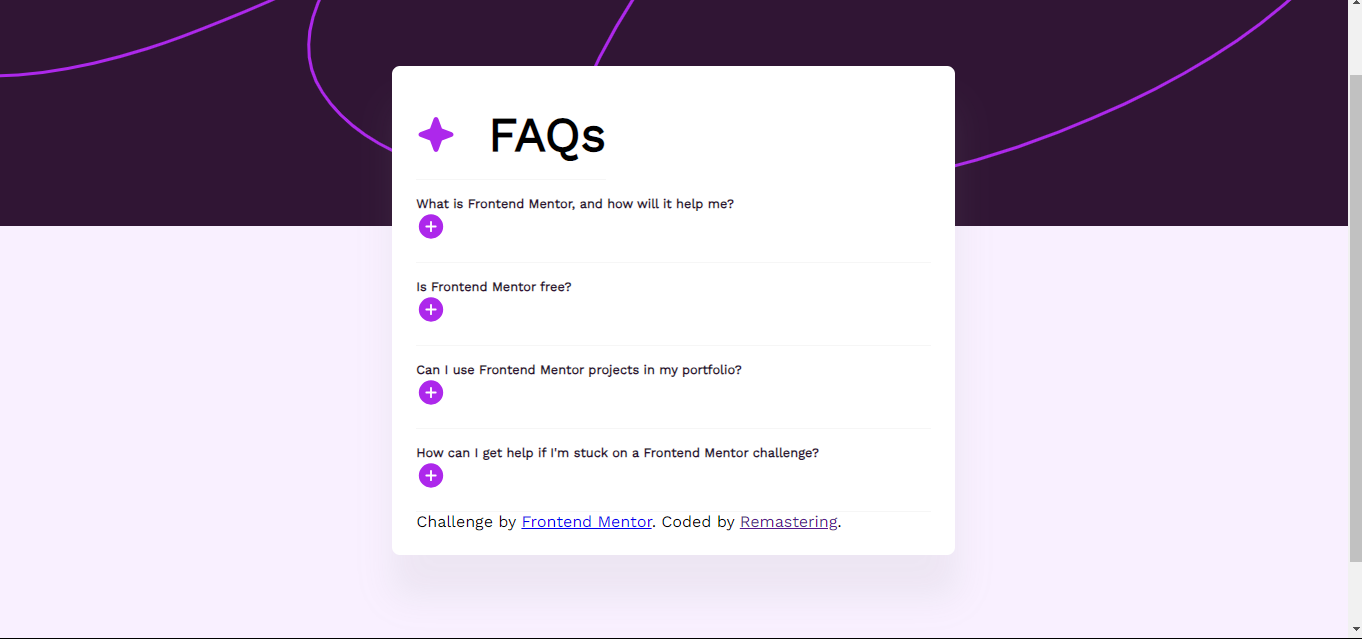 FAQs
What is Frontend Mentor, and how will it help me?
Is Frontend Mentor free?
Can I use Frontend Mentor projects in my portfolio?
How can I get help if I'm stuck on a Frontend Mentor challenge?
Challenge by Frontend Mentor. Coded by Remastering.